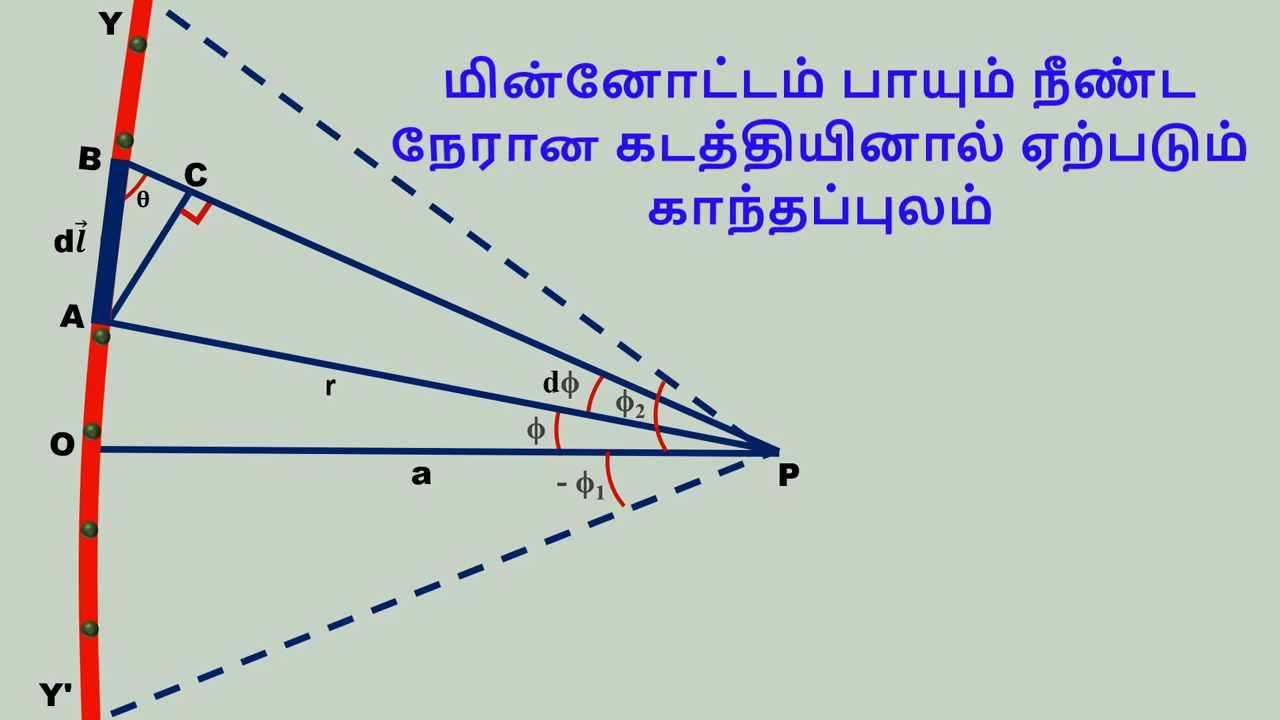 Y
மின்னோட்டம் பாயும் நீண்ட
நேரான கடத்தியினால் ஏற்படும்
காந்தப்புலம்
B
C
θ
dl⃗
A
r
dϕ
ϕ₂
ϕ
O
a
P
- ϕ₁
Y'